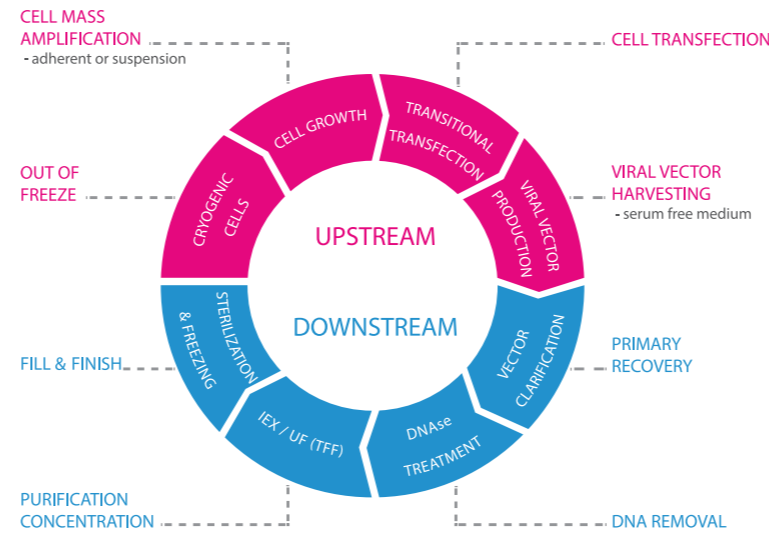 CELL MASS
AMPLIFICATION
- adherent or suspension
CELL TRANSFECTION
CELL GROWTH
TRANSITIONAL
TRANSFECTION
OUT OF
FREEZE
CRYOGENIC
CELLS
VIRAL VECTOR
PRODUCTION
VIRAL VECTOR
HARVESTING
- serum free medium
UPSTREAM
DOWNSTREAM
STERILIZATION
& FREEZING
VECTOR
CLARIFICATION
FILL & FINISH
PRIMARY
RECOVERY
IEX / UF (TFF)
DNAse
TREATMENT
PURIFICATION
CONCENTRATION
DNA REMOVAL